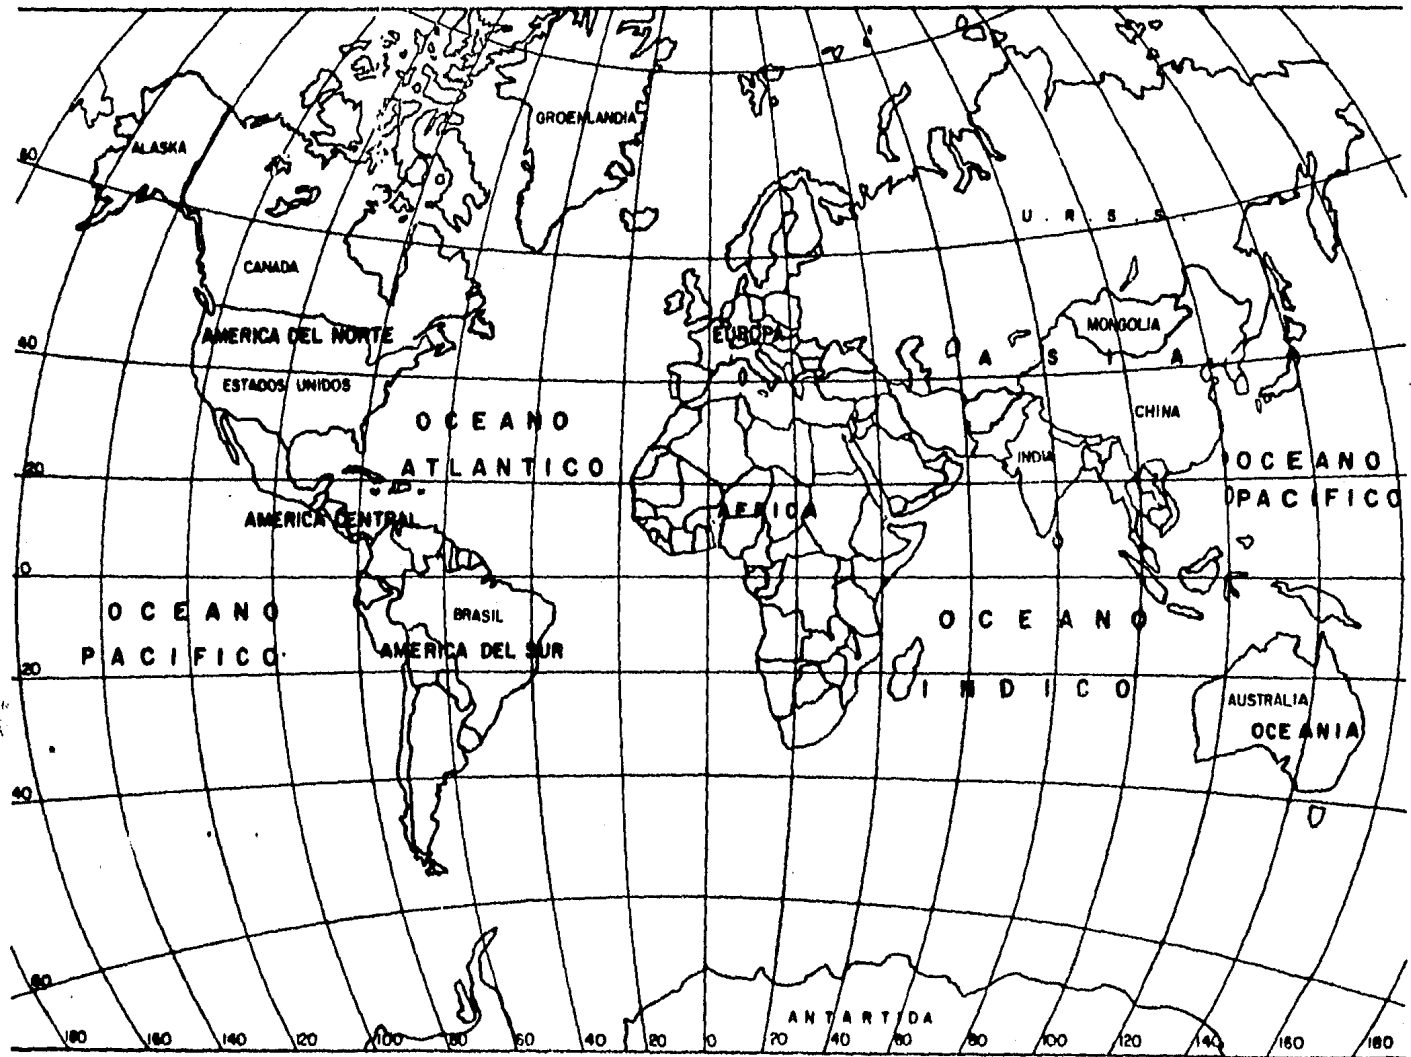 GROENLANDIA
ALASKA
60
U. R. S. S.
CANADA
MONGOLIA
AMERICA DEL NORTE
EUROPA
40
A S I A
ESTADOS UNIDOS
CHINA
OCEANO
ATLANTICO
INDIA
OCEANO
PACIFICO
20
AFRICA
AMERICA CENTRAL
0
OCEANO
PACIFICO
BRASIL
OCEANO
INDICO
AMERICA DEL SUR
20
AUSTRALIA
OCEANIA
40
60
ANTARTIDA
180 160 140 120 100 80 60 40 20 0 20 40 60 80 100 120 140 160 180